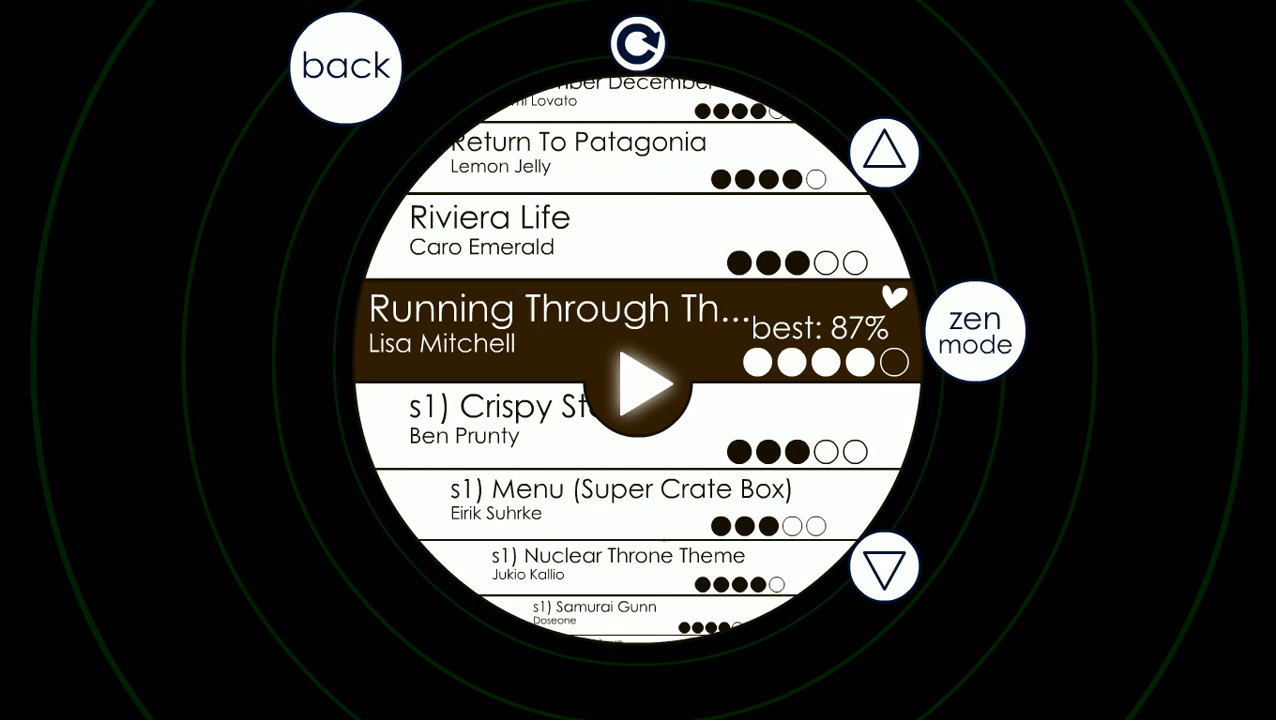 back
December
Lovato
Return To Patagonia
Lemon Jelly
Riviera Life
Caro Emerald
Running Through Th...
best: 87%
Lisa Mitchell
zen
mode
s1) Crispy
Ben Prunty
s1) Menu (Super Crate Box)
Eirik Suhrke
s1) Nuclear Throne Theme
Jukio Kallio
s1) Samurai Gunn
Doseone